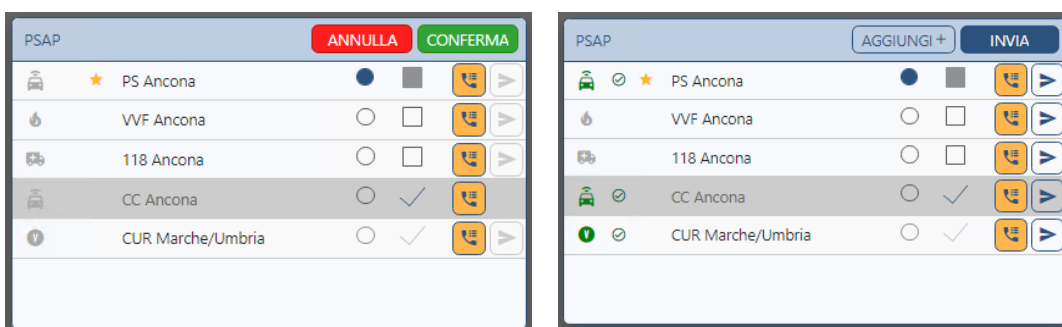 PSAP ANNULLA CONFERMA
PS Ancona
VVF Ancona
118 Ancona
CC Ancona
V CUR Marche/Umbria
PSAP AGGIUNGI + INVIA
PS Ancona
VVF Ancona
118 Ancona
CC Ancona
V CUR Marche/Umbria